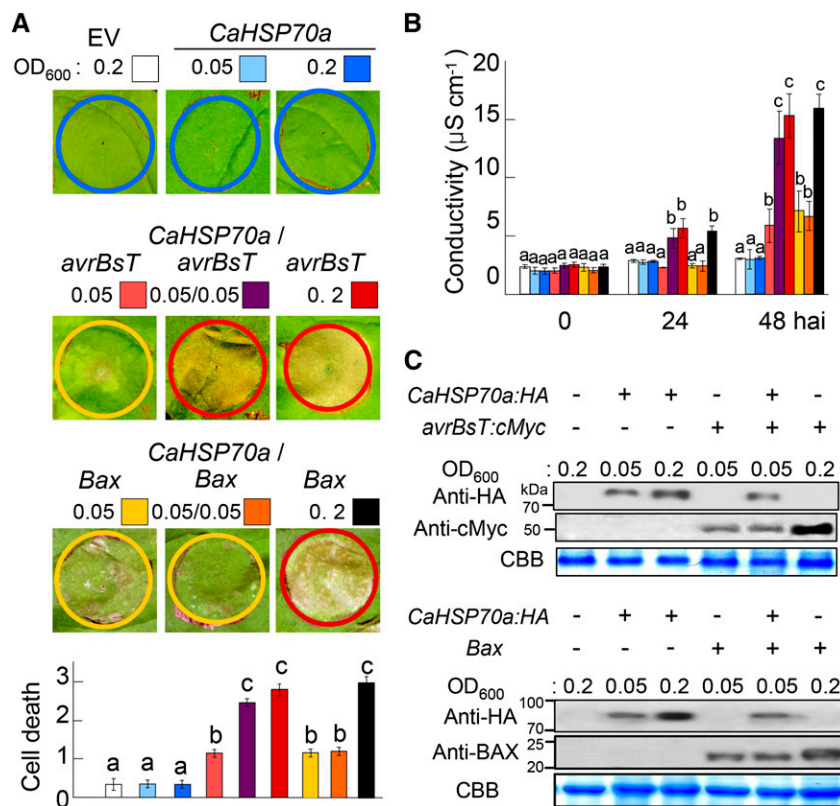 A
EV CaHSP70a
OD600 : 0.2 0.05 0.2
CaHSP70a /
avrBsT avrBsT avrBsT
0.05 0.05/0.05 0. 2
CaHSP70a /
Bax Bax Bax
0.05 0.05/0.05 0. 2
Cell death
3
2
1
0
a a a b c c b b c
B
Conductivity (µS cm-1)
20
15
10
5
0
a a a a a a a a a
a a a a b b a a b
a a a b c c b b c
0 24 48 hai
C
CaHSP70a:HA - + + - + -
avrBsT:cMyc - - - + + +
OD600 : 0.2 0.05 0.2 0.05 0.05 0.2
Anti-HA kDa 70
Anti-cMyc 50
CBB
CaHSP70a:HA - + + - + -
Bax - - - + + +
OD600 : 0.2 0.05 0.2 0.05 0.05 0.2
Anti-HA 100 70
Anti-BAX 25 20
CBB